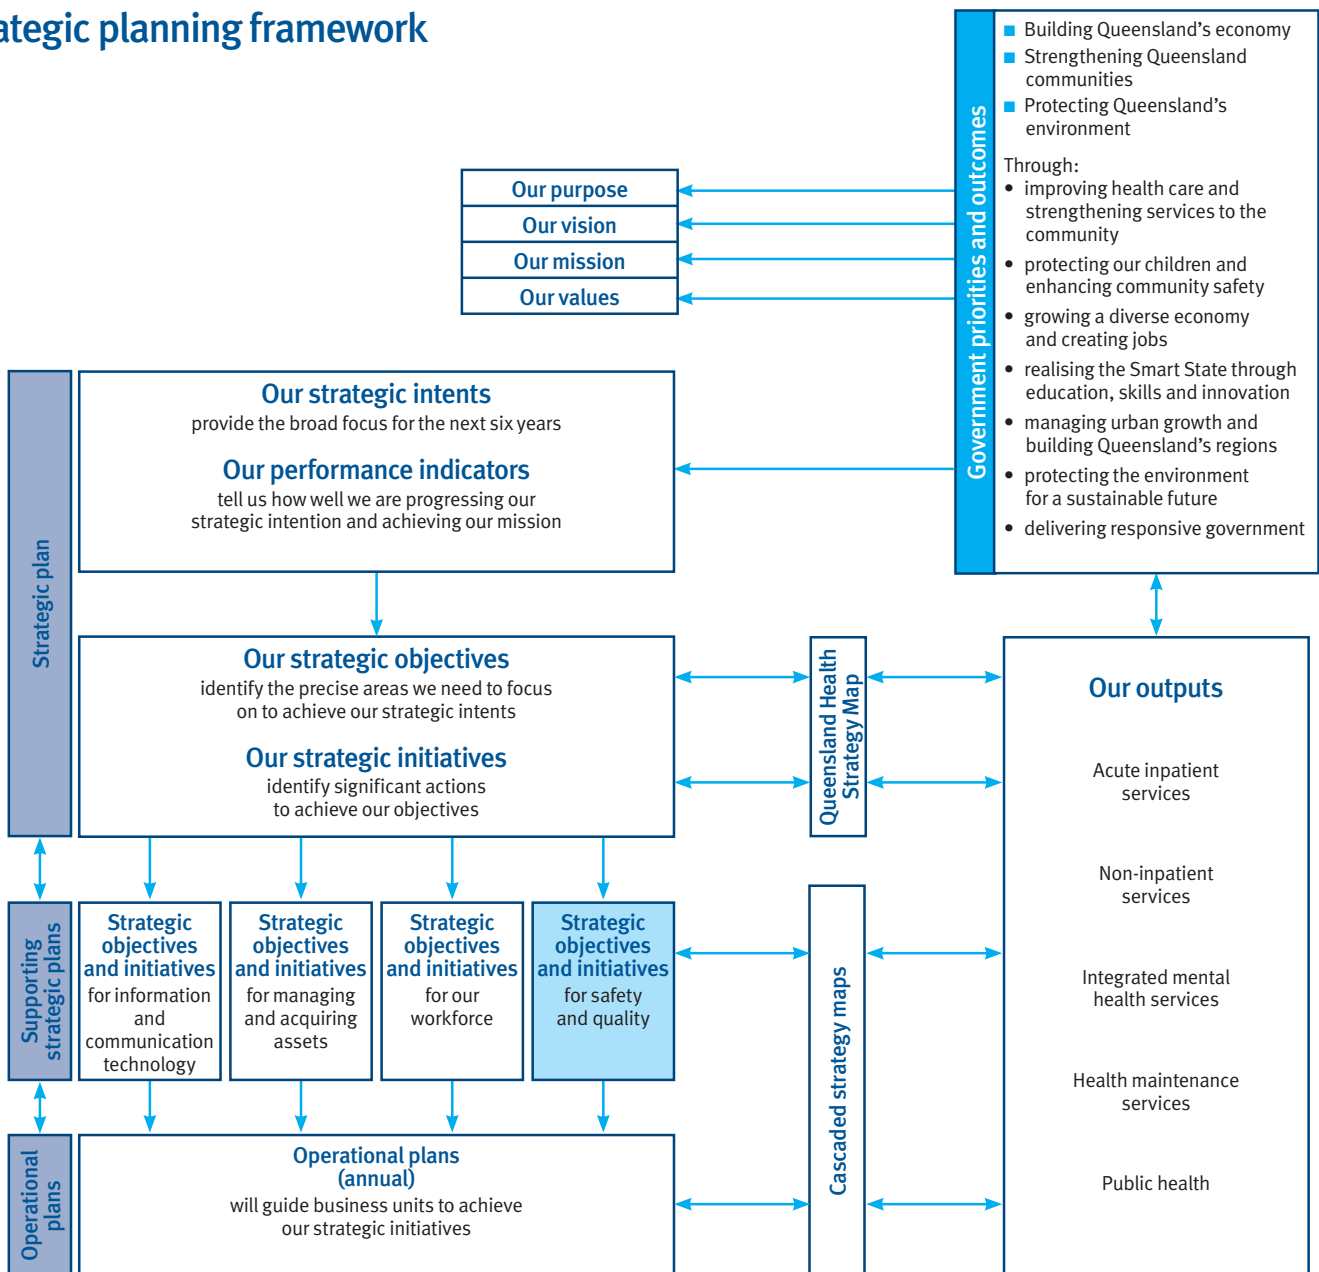 ategic planning framework
■ Building Queensland’s economy
■ Strengthening Queensland
communities
■ Protecting Queensland’s
environment
Through:
• improving health care and
strengthening services to the
community
• protecting our children and
enhancing community safety
• growing a diverse economy
and creating jobs
• realising the Smart State through
education, skills and innovation
• managing urban growth and
building Queensland’s regions
• protecting the environment
for a sustainable future
• delivering responsive government
Government priorities and outcomes
Our purpose
Our vision
Our mission
Our values
Strategic plan
Our strategic intents
provide the broad focus for the next six years
Our performance indicators
tell us how well we are progressing our
strategic intention and achieving our mission
Our strategic objectives
identify the precise areas we need to focus
on to achieve our strategic intents
Our strategic initiatives
identify significant actions
to achieve our objectives
Queensland Health
Strategy Map
Our outputs
Acute inpatient
services
Non-inpatient
services
Integrated mental
health services
Health maintenance
services
Public health
Supporting
strategic plans
Strategic
objectives
and initiatives
for information
and
communication
technology
Strategic
objectives
and initiatives
for managing
and acquiring
assets
Strategic
objectives
and initiatives
for our
workforce
Strategic
objectives
and initiatives
for safety
and quality
Cascaded strategy maps
Operational
plans
Operational plans
(annual)
will guide business units to achieve
our strategic initiatives